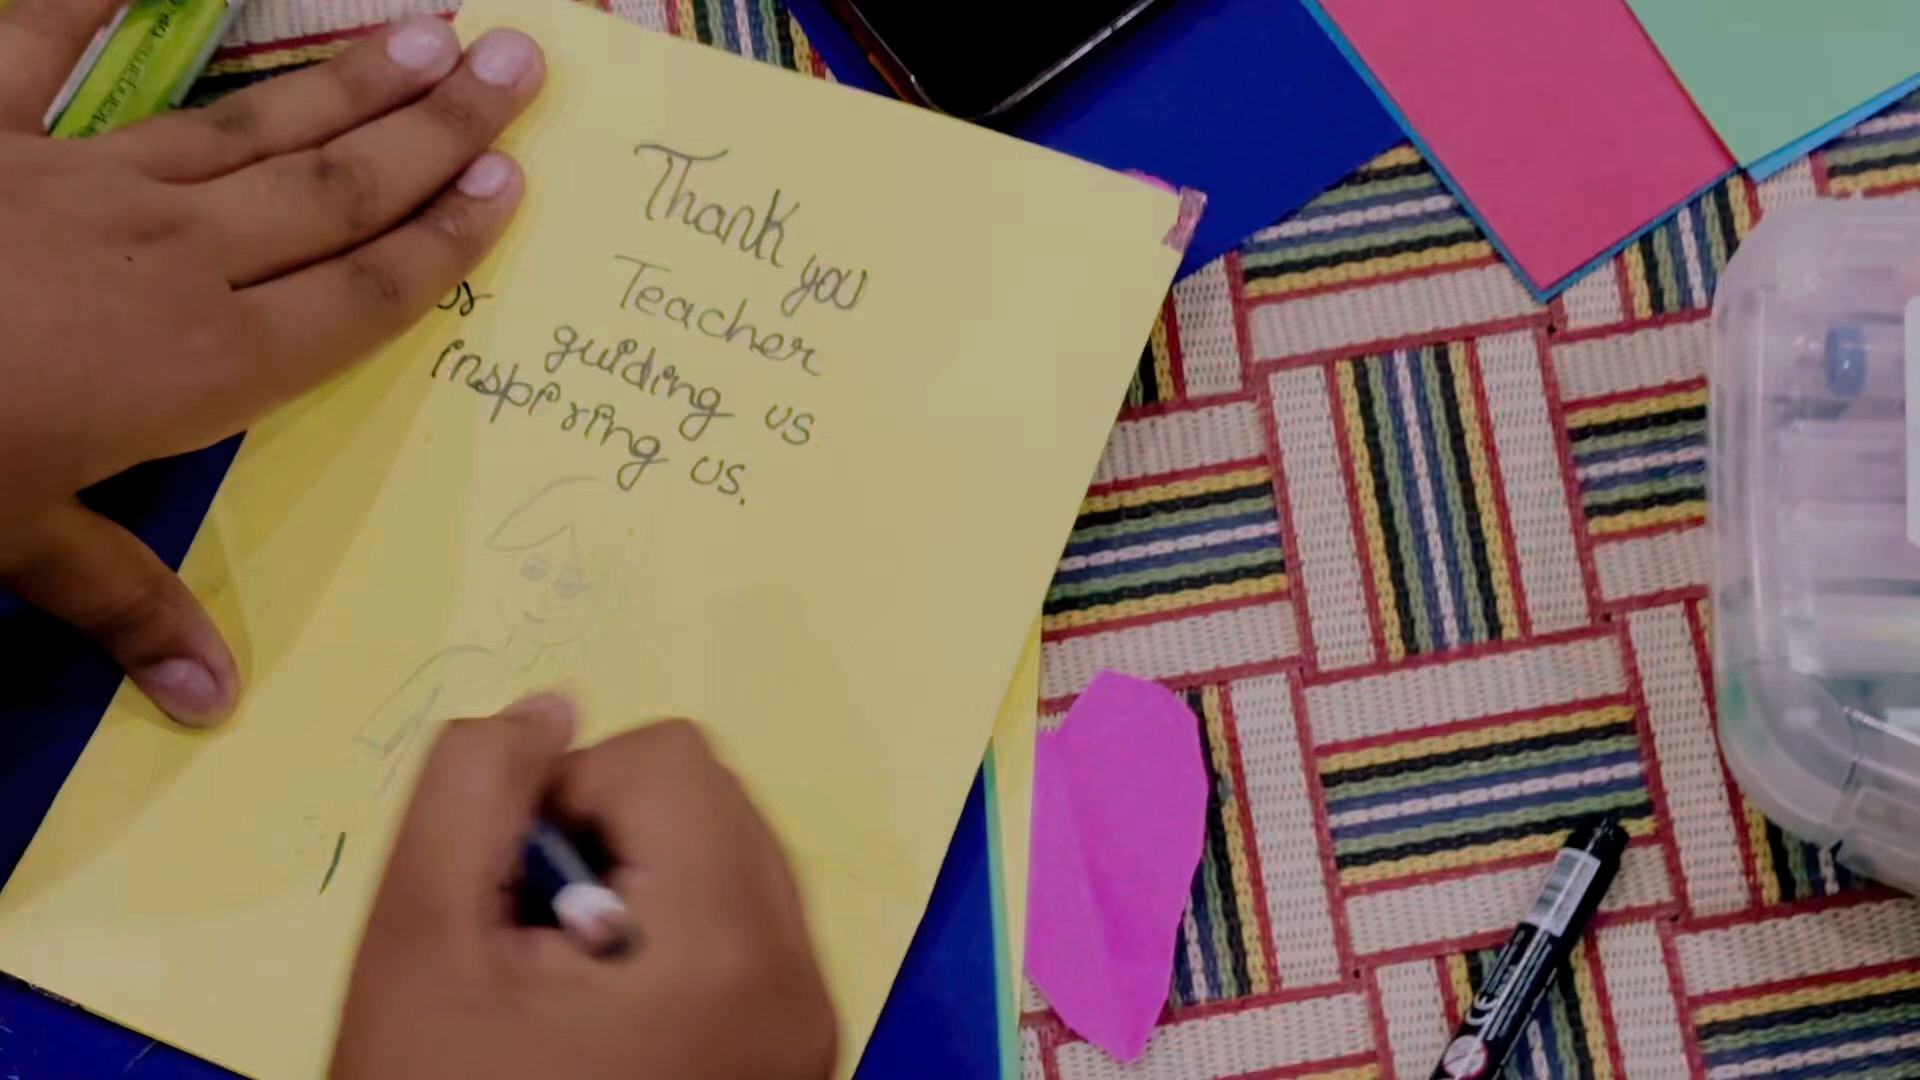 Thank you
Teacher
guiding us
inspiring us.